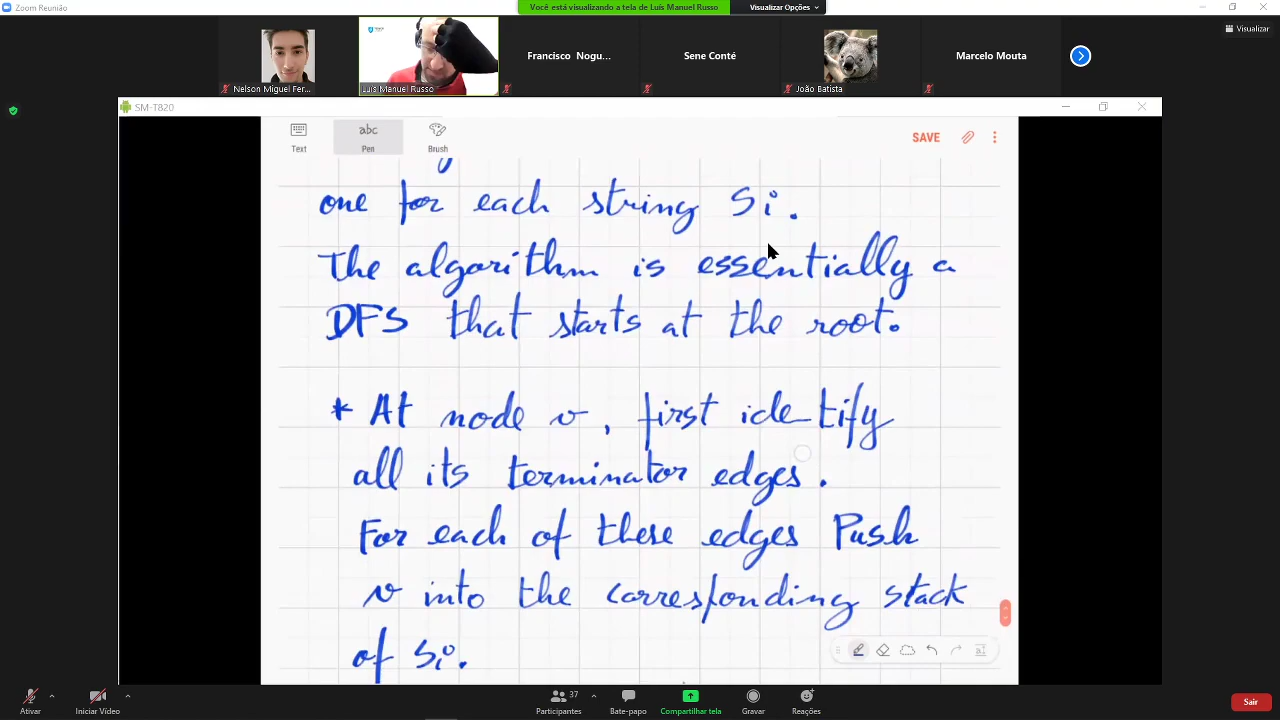 Zoom Reunião
Você está visualizando a tela de Luís Manuel Russo
Visualizar Opções
Visualizar
Nelson Miguel Fer...
Luís Manuel Russo
Francisco Nogu...
Sene Conté
João Batista
Marcelo Mouta
SM-T820
Text
abc
Pen
Brush
SAVE
one for each string Si.
The algorithm is essentially a
DFS that starts at the root.
* At node v, first identify
all its terminator edges.
For each of these edges Push
v into the corresponding stack
of Si.
Ativar
Iniciar Vídeo
37
Participantes
Bate-papo
Compartilhar tela
Gravar
Reações
Sair